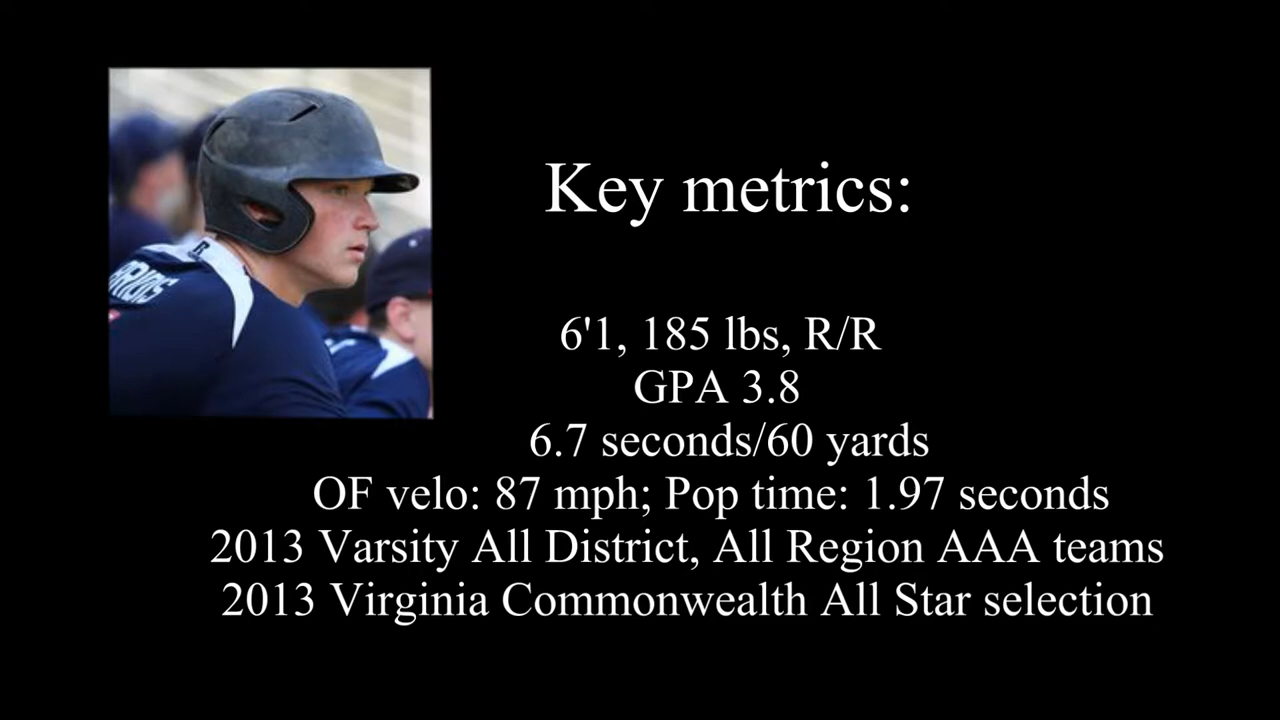 Key metrics:
6'1, 185 lbs, R/R
GPA 3.8
6.7 seconds/60 yards
OF velo: 87 mph; Pop time: 1.97 seconds
2013 Varsity All District, All Region AAA teams
2013 Virginia Commonwealth All Star selection
R